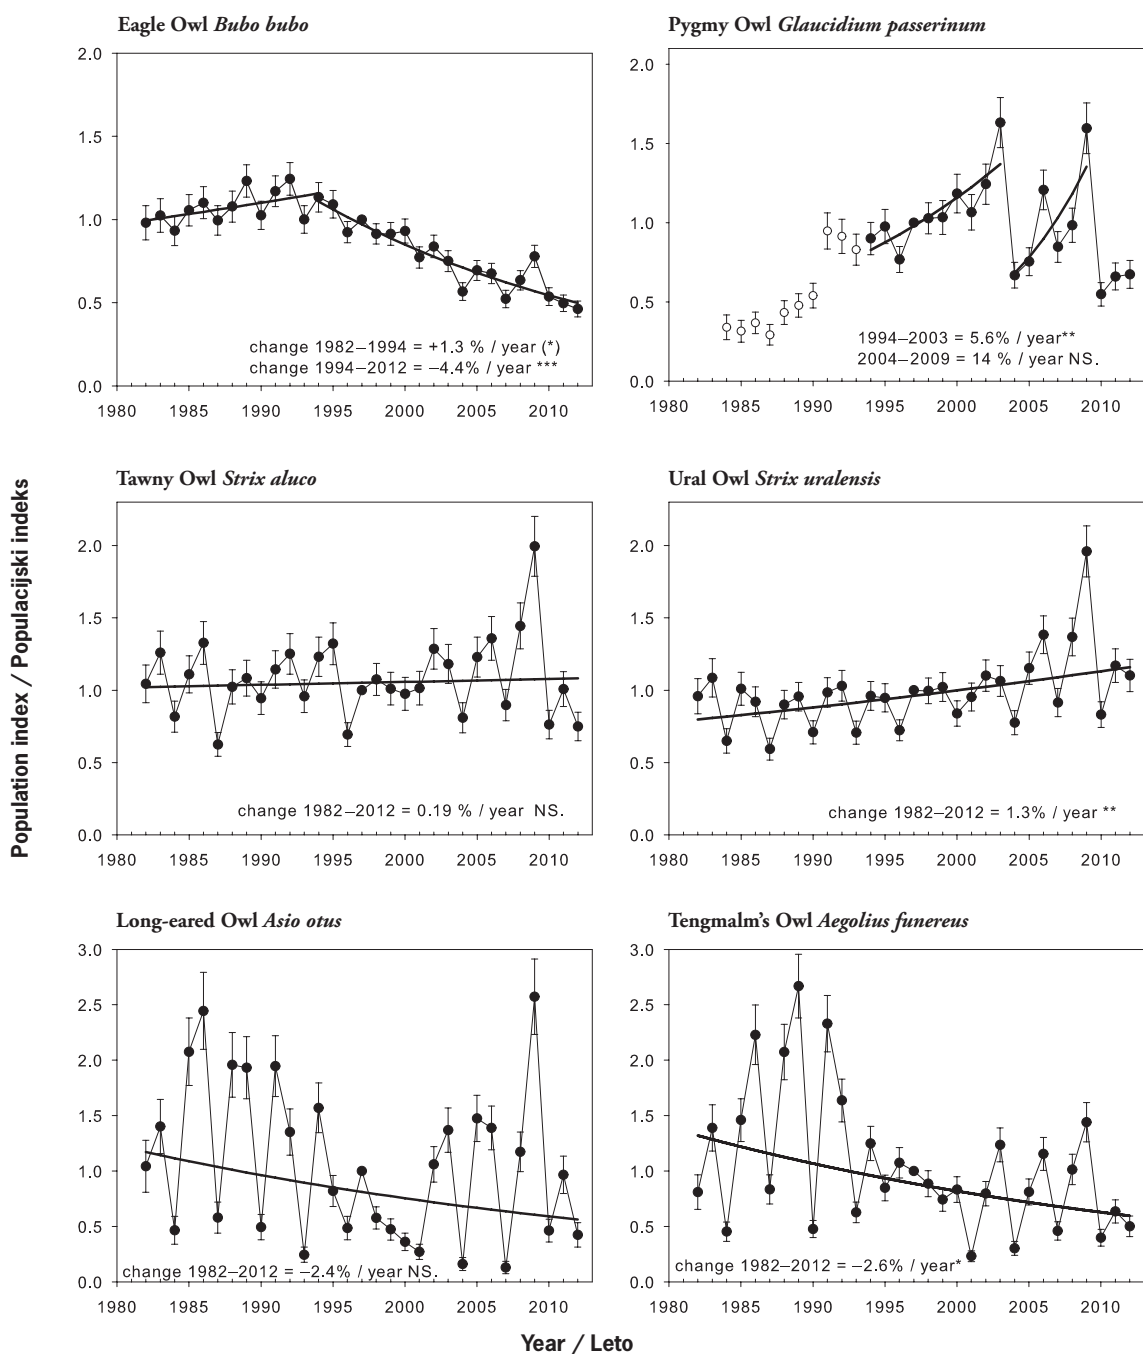 Eagle Owl Bubo bubo
2.0
1.5
1.0
0.5
0.0
change 1982–1994 = +1.3 % / year (*)
change 1994–2012 = –4.4% / year ***
1980 1985 1990 1995 2000 2005 2010
Pygmy Owl Glaucidium passerinum
2.0
1.5
1.0
0.5
0.0
1994–2003 = 5.6% / year**
2004–2009 = 14 % / year NS.
1980 1985 1990 1995 2000 2005 2010
Population index / Populacijski indeks
Tawny Owl Strix aluco
2.0
1.5
1.0
0.5
0.0
change 1982–2012 = 0.19 % / year NS.
1980 1985 1990 1995 2000 2005 2010
Ural Owl Strix uralensis
2.0
1.5
1.0
0.5
0.0
change 1982–2012 = 1.3% / year **
1980 1985 1990 1995 2000 2005 2010
Long-eared Owl Asio otus
3.0
2.5
2.0
1.5
1.0
0.5
0.0
change 1982–2012 = –2.4% / year NS.
1980 1985 1990 1995 2000 2005 2010
Tengmalm's Owl Aegolius funereus
3.0
2.5
2.0
1.5
1.0
0.5
0.0
change 1982–2012 = –2.6% / year*
1980 1985 1990 1995 2000 2005 2010
Year / Leto